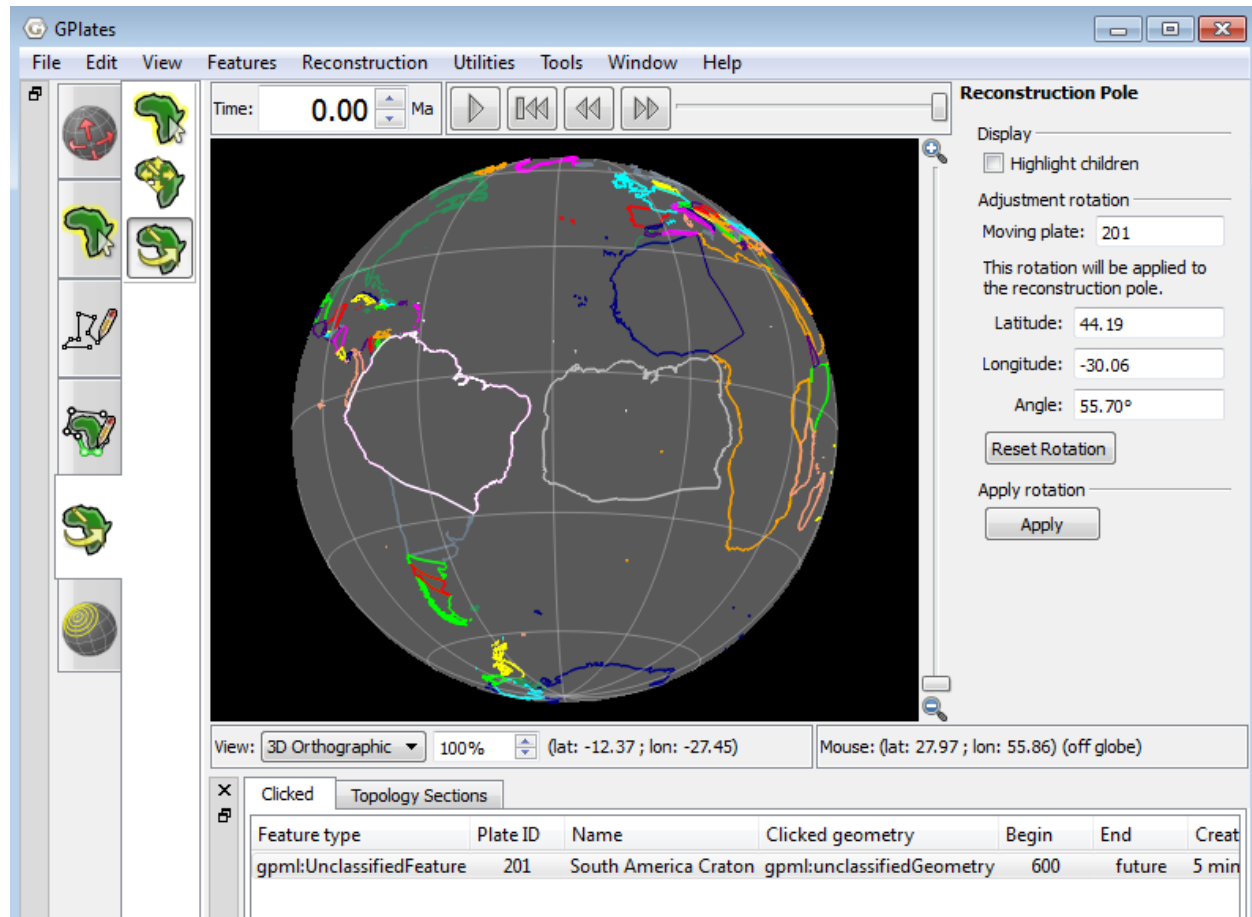 GPlates
File Edit View Features Reconstruction Utilities Tools Window Help
Time: 0.00 Ma
Reconstruction Pole
Display
Highlight children
Adjustment rotation
Moving plate: 201
This rotation will be applied to
the reconstruction pole.
Latitude: 44.19
Longitude: -30.06
Angle: 55.70°
Reset Rotation
Apply rotation
Apply
View: 3D Orthographic 100% (lat: -12.37 ; lon: -27.45) Mouse: (lat: 27.97 ; lon: 55.86) (off globe)
Clicked Topology Sections
Feature type Plate ID Name Clicked geometry Begin End Creat
gpml:UnclassifiedFeature 201 South America Craton gpml:unclassifiedGeometry 600 future 5 min